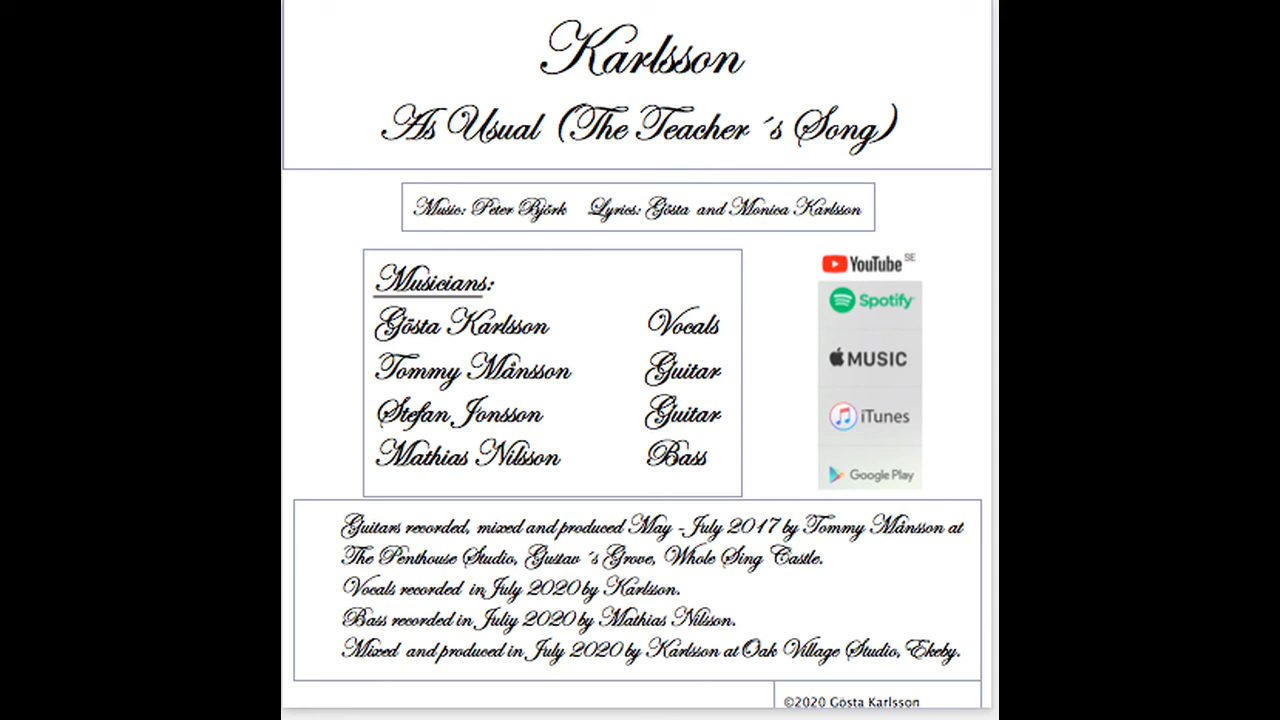 Karlsson
As Usual (The Teacher ´s Song)
Music: Peter Björk Lyrics: Gösta and Monica Karlsson
Musicians:
Gösta Karlsson Vocals
Tommy Månsson Guitar
Stefan Jonsson Guitar
Mathias Nilsson Bass
YouTube SE
Spotify
MUSIC
iTunes
Google Play
Guitars recorded, mixed and produced May - July 2017 by Tommy Månsson at
The Penthouse Studio, Gustav ´s Grove, Whole Sing Castle.
Vocals recorded in July 2020 by Karlsson.
Bass recorded in Juliy 2020 by Mathias Nilsson.
Mixed and produced in July 2020 by Karlsson at Oak Village Studio, Ekeby.
©2020 Gösta Karlsson